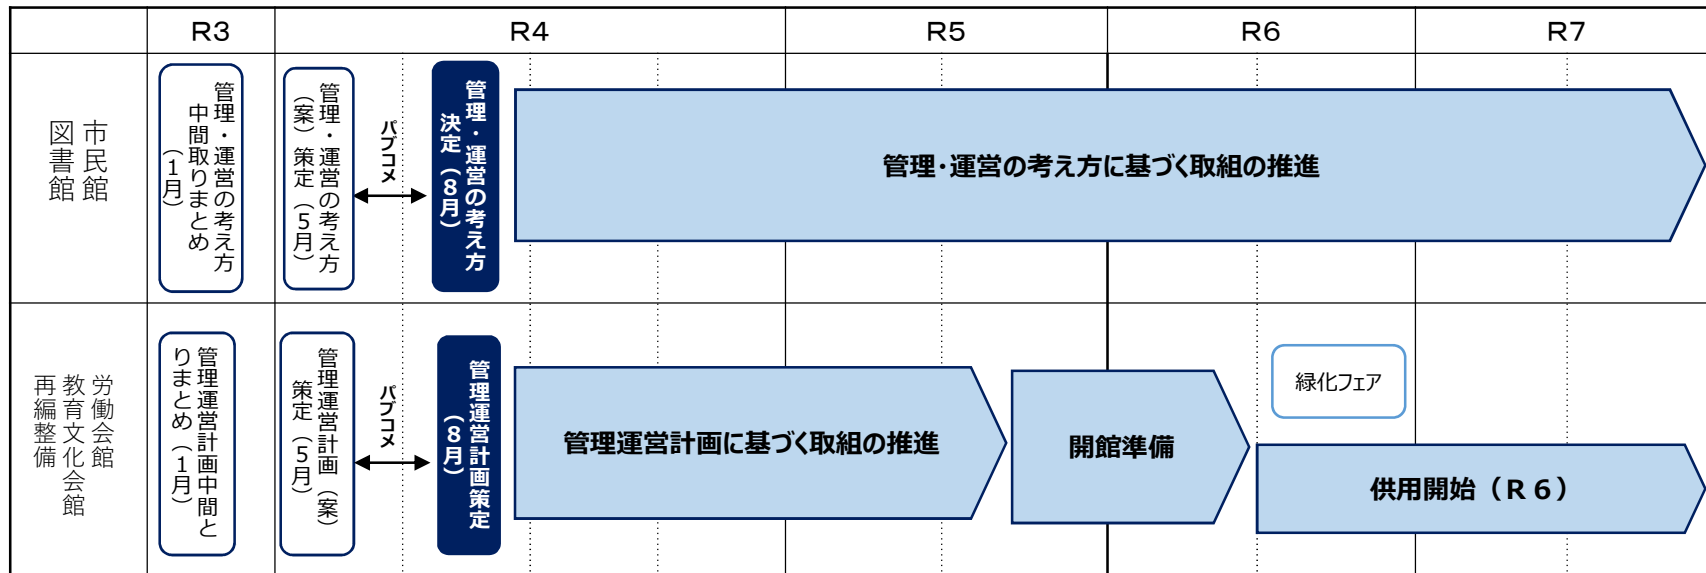 R3
R4
R5
R6
R7
市民館
図書館
管理・運営の考え方
中間取りまとめ
（1月）
管理・運営の考え方
（案）策定（5月）
パブコメ
管理・運営の考え方
決定（8月）
管理・運営の考え方に基づく取組の推進
労働会館
教育文化会館
再編整備
管理運営計画中間と
りまとめ（1月）
管理運営計画（案）
策定（5月）
パブコメ
管理運営計画策定
（8月）
管理運営計画に基づく取組の推進
開館準備
緑化フェア
供用開始（R６）